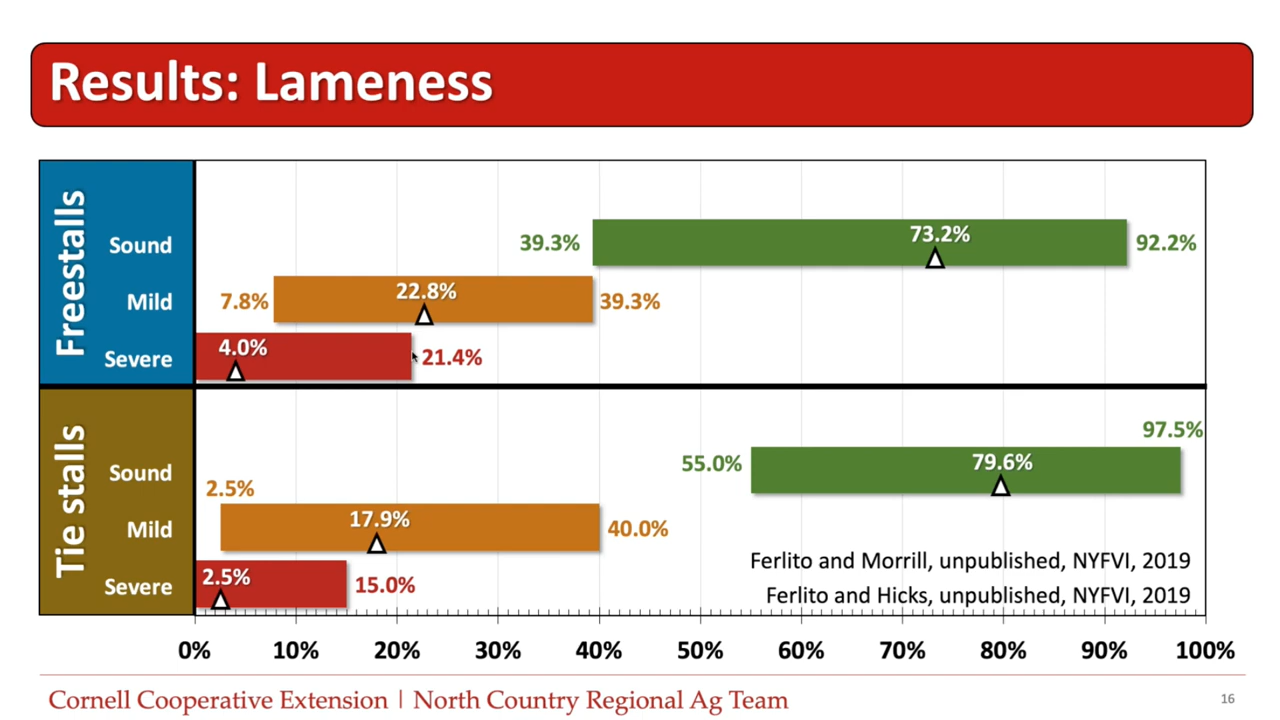 Results: Lameness
Freestalls
Sound
39.3%
73.2%
92.2%
Mild
7.8%
22.8%
39.3%
Severe
4.0%
21.4%
Tie stalls
Sound
55.0%
79.6%
97.5%
Mild
2.5%
17.9%
40.0%
Severe
2.5%
15.0%
Ferlito and Morrill, unpublished, NYFVI, 2019
Ferlito and Hicks, unpublished, NYFVI, 2019
0% 10% 20% 30% 40% 50% 60% 70% 80% 90% 100%
Cornell Cooperative Extension | North Country Regional Ag Team
16